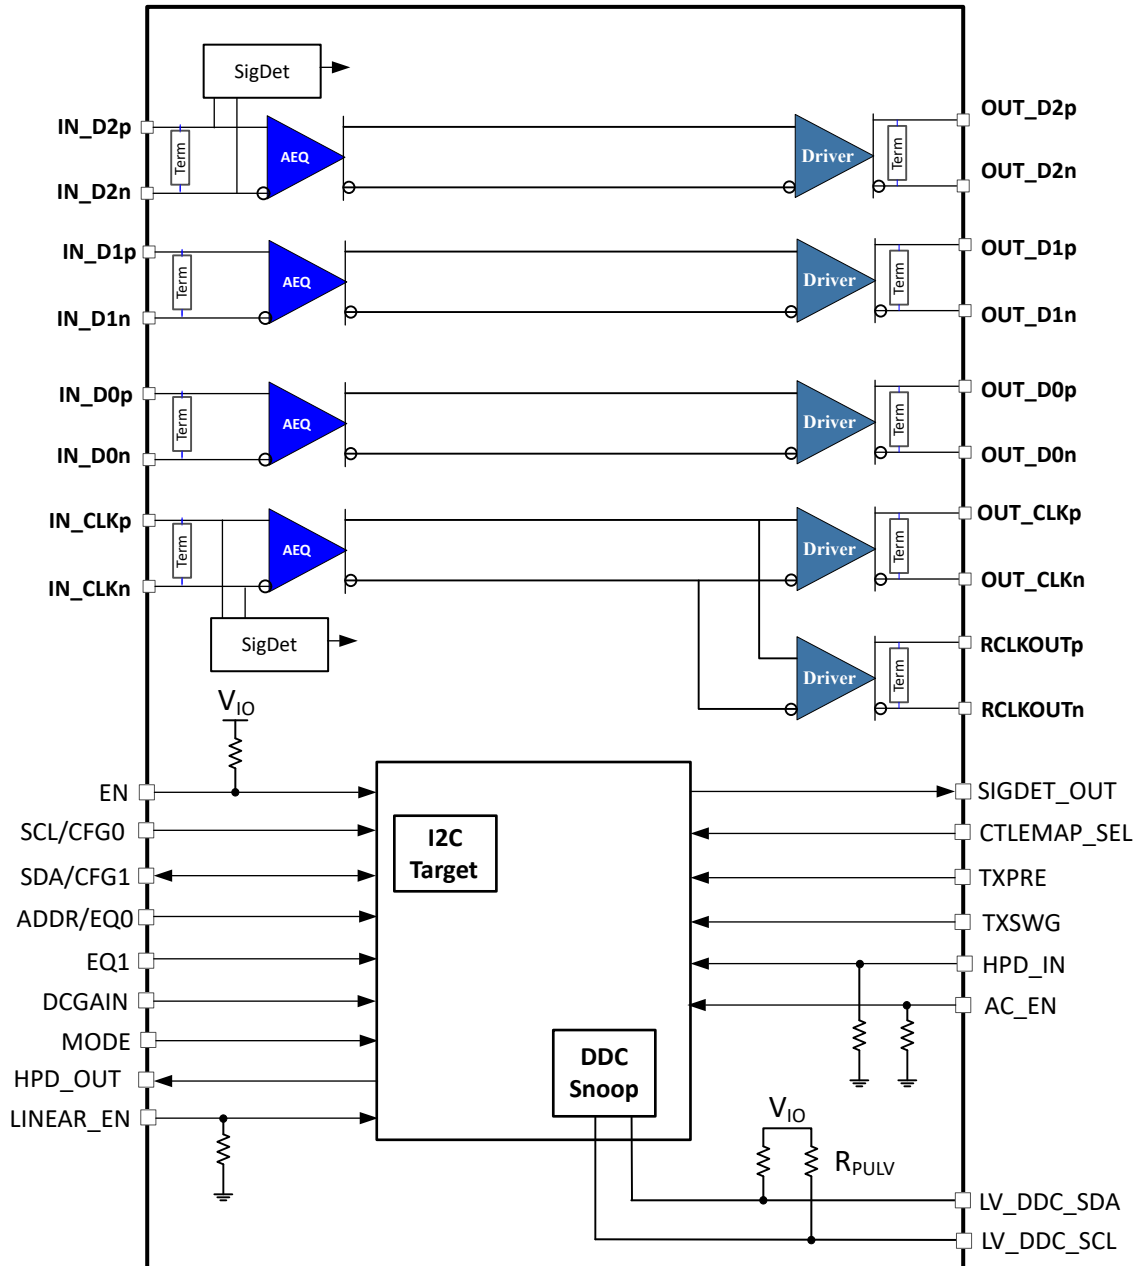 SigDet
IN_D2p
Term
IN_D2n
AEQ
Driver
Term
OUT_D2p
OUT_D2n
IN_D1p
Term
IN_D1n
AEQ
Driver
Term
OUT_D1p
OUT_D1n
IN_D0p
Term
IN_D0n
AEQ
Driver
Term
OUT_D0p
OUT_D0n
IN_CLKp
Term
IN_CLKn
AEQ
Driver
Term
OUT_CLKp
OUT_CLKn
SigDet
Driver
Term
RCLKOUTp
RCLKOUTn
VIO
EN
SCL/CFG0
SDA/CFG1
ADDR/EQ0
EQ1
DCGAIN
MODE
HPD_OUT
LINEAR_EN
I2C
Target
DDC
Snoop
SIGDET_OUT
CTLEMAP_SEL
TXPRE
TXSWG
HPD_IN
AC_EN
VIO
RPULV
LV_DDC_SDA
LV_DDC_SCL